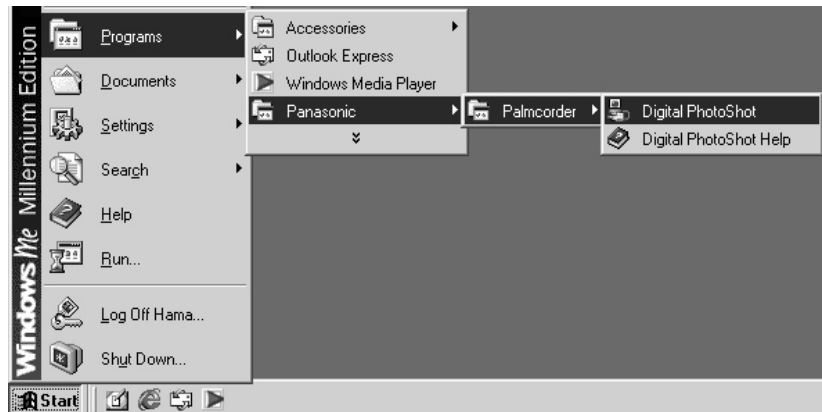 Windows Me Millennium Edition
Programs
Documents
Settings
Search
Help
Run...
Log Off Hama...
Shut Down...
Accessories
Outlook Express
Windows Media Player
Panasonic
Palmcorder
Digital PhotoShot
Digital PhotoShot Help
Start